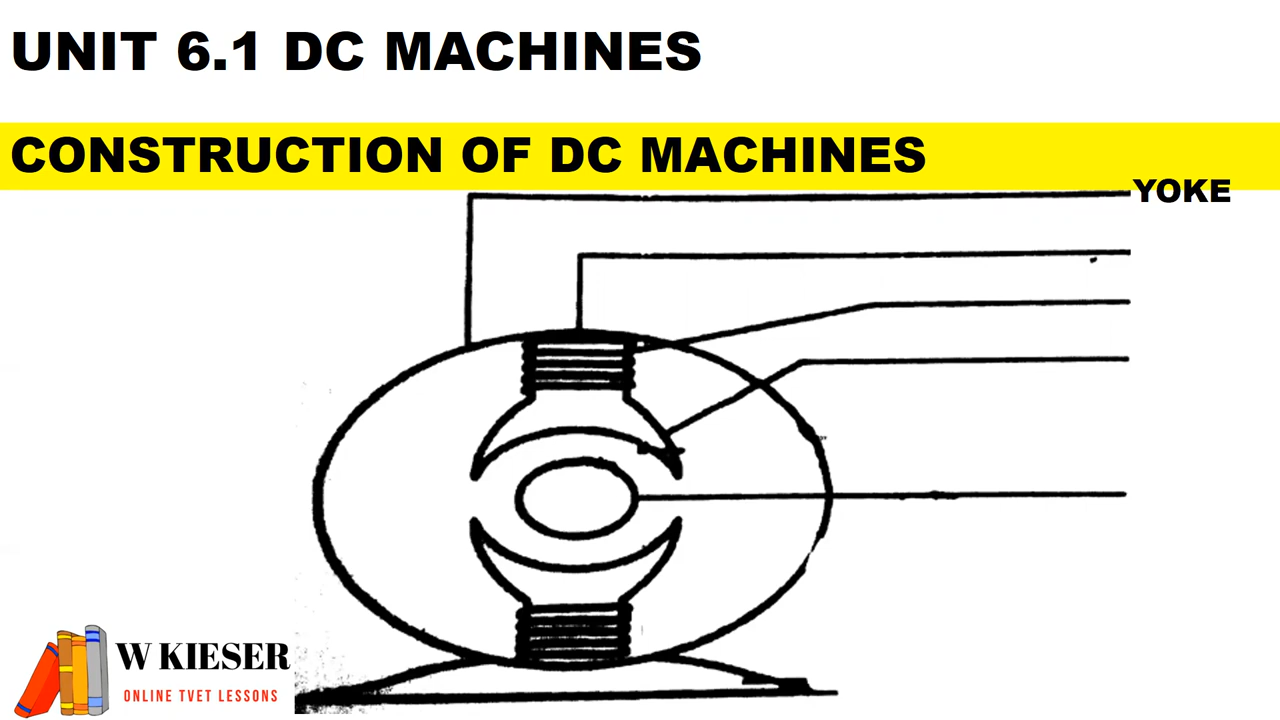 UNIT 6.1 DC MACHINES
CONSTRUCTION OF DC MACHINES
YOKE
W KIESER
ONLINE TVET LESSONS